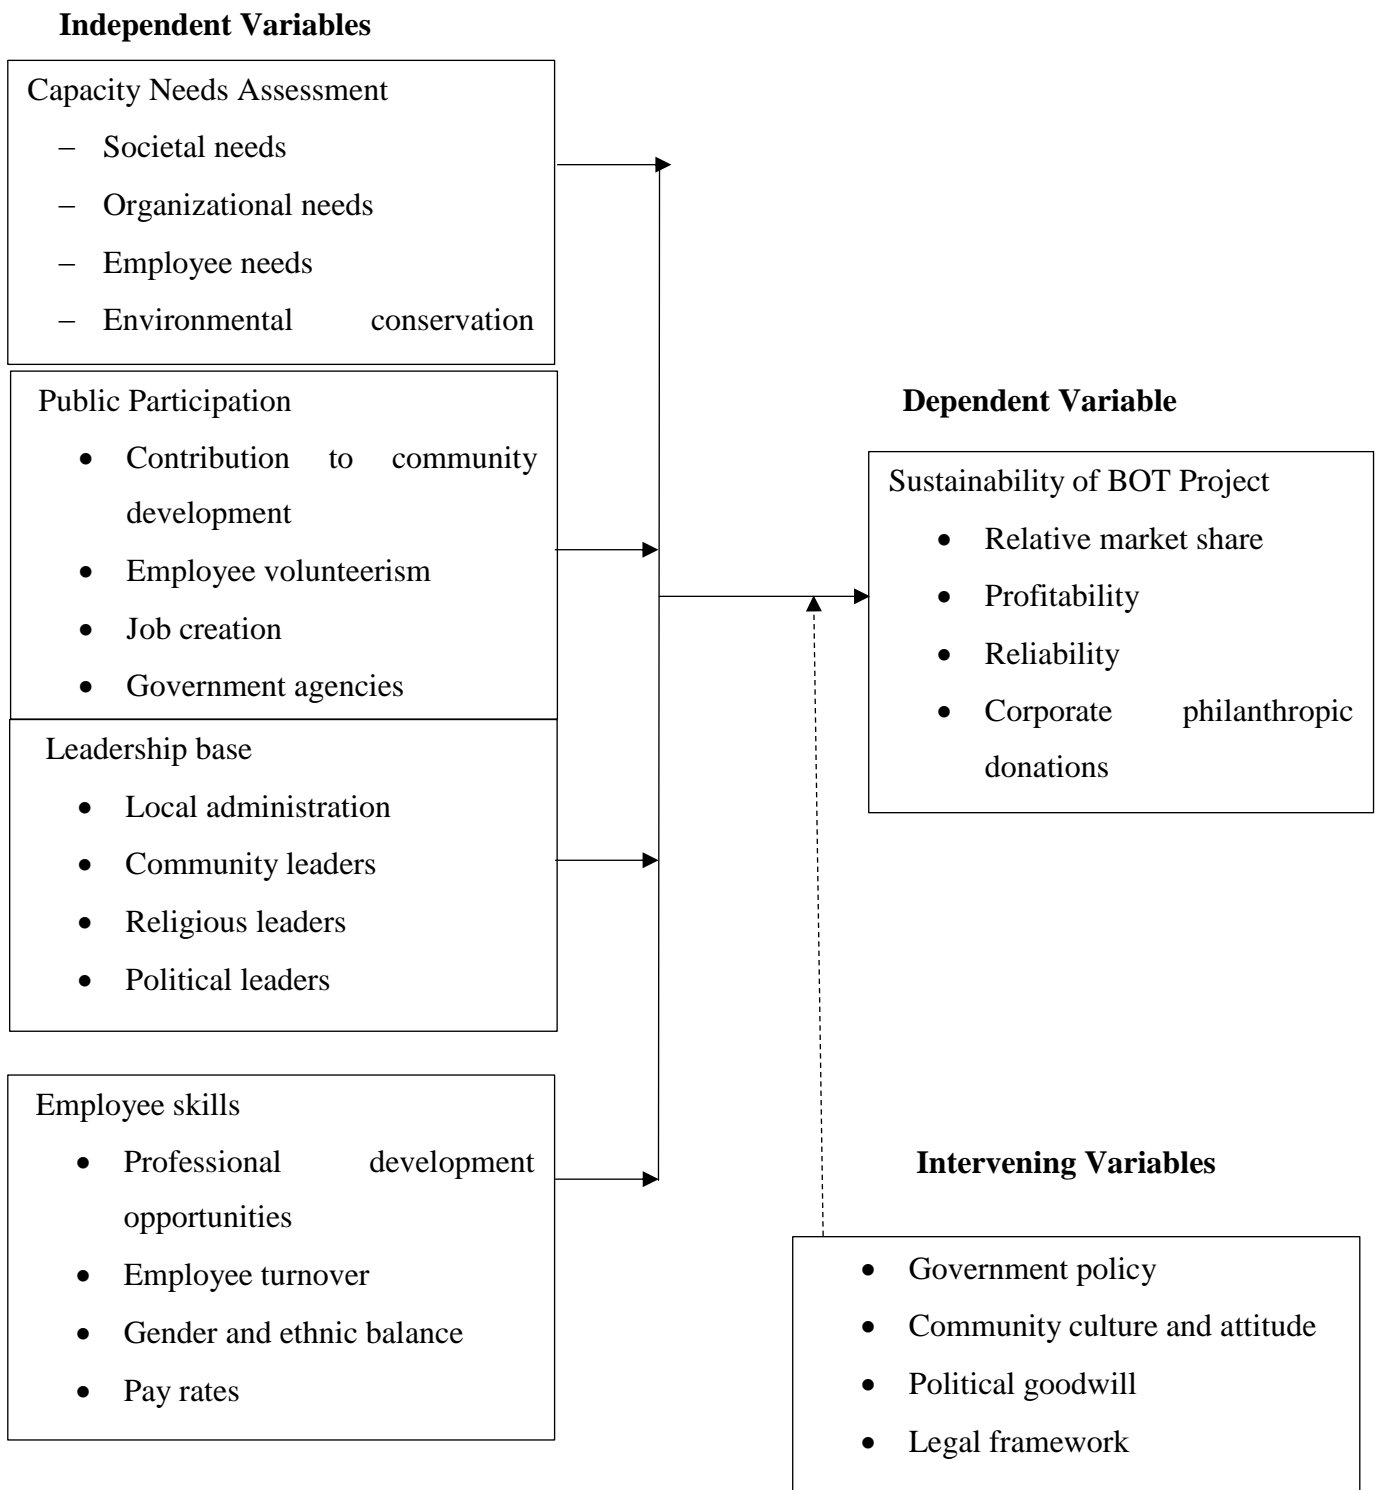 Independent Variables
Capacity Needs Assessment
– Societal needs
– Organizational needs
– Employee needs
– Environmental conservation
Public Participation
• Contribution to community
development
• Employee volunteerism
• Job creation
• Government agencies
Leadership base
• Local administration
• Community leaders
• Religious leaders
• Political leaders
Employee skills
• Professional development
opportunities
• Employee turnover
• Gender and ethnic balance
• Pay rates
Dependent Variable
Sustainability of BOT Project
• Relative market share
• Profitability
• Reliability
• Corporate philanthropic
donations
Intervening Variables
• Government policy
• Community culture and attitude
• Political goodwill
• Legal framework